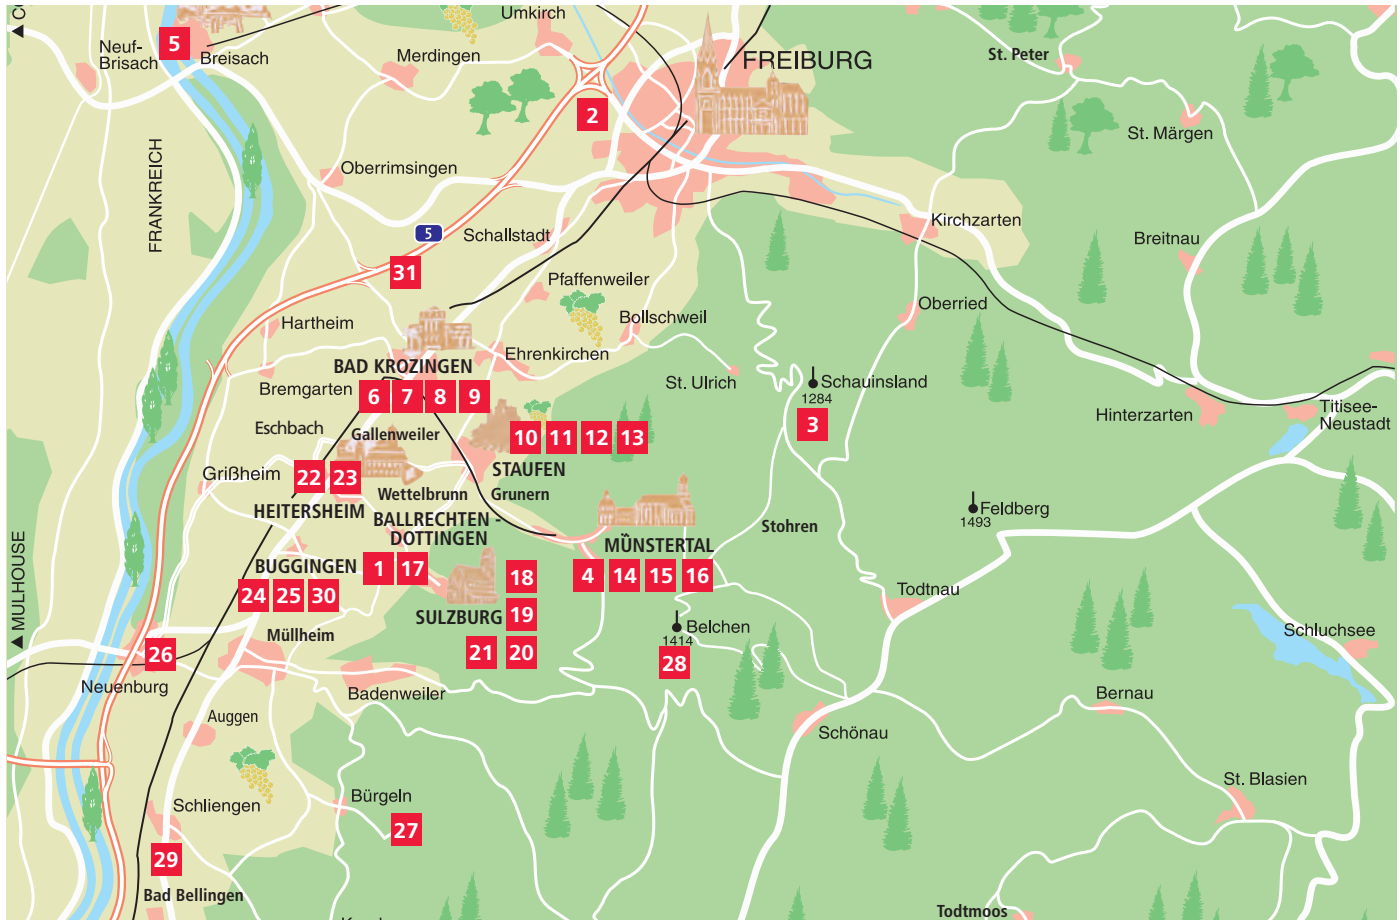 ▲ CO
Umkirch
5
Neuf-
Brisach
Breisach
Merdingen
FREIBURG
St. Peter
2
St. Märgen
FRANKREICH
Oberrimsingen
5
Schallstadt
Kirchzarten
Breitnau
31
Pfaffenweiler
Oberried
Hartheim
Bollschweil
Ehrenkirchen
BAD KROZINGEN
Bremgarten
6 7 8 9
St. Ulrich
Schauinsland
1284
3
Hinterzarten
Titisee-
Neustadt
Eschbach
Gallenweiler
10 11 12 13
STAUFEN
Grißheim
22 23
Wettelbrunn
Grunern
HEITERSHEIM
BALLRECHTEN -
DOTTINGEN
Stohren
Feldberg
1493
MÜNSTERTAL
4 14 15 16
BUGGINGEN
24 25 30
1 17
18
SULZBURG
19
21 20
Todtnau
▲ MULHOUSE
Müllheim
Belchen
1414
28
Schluchsee
26
Neuenburg
Badenweiler
Bernau
Auggen
Schönau
Schliengen
Bürgeln
27
St. Blasien
29
Bad Bellingen
Todtmoos